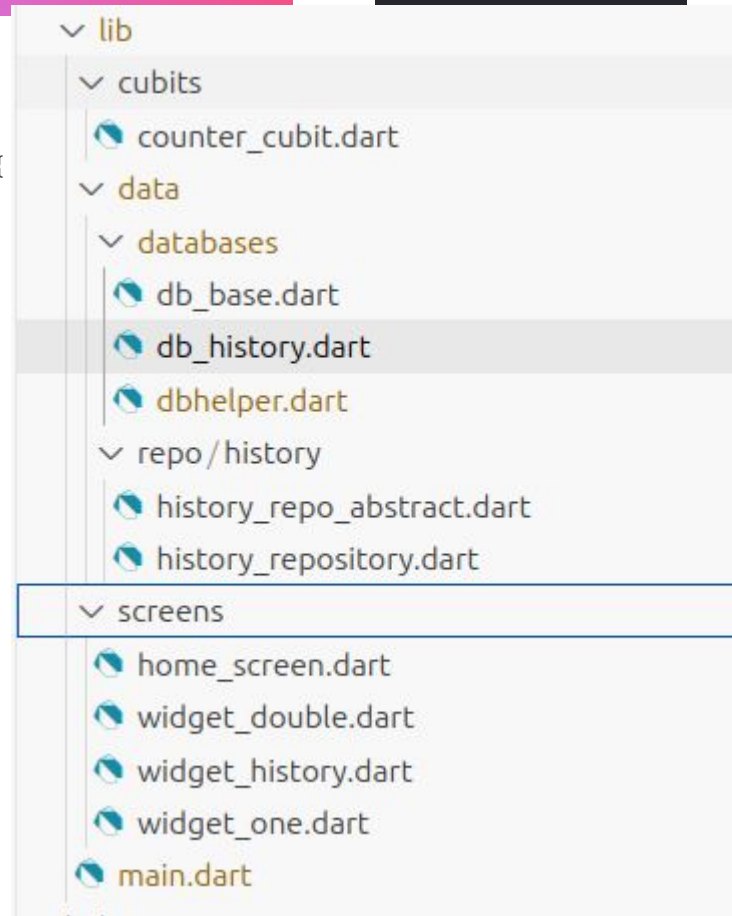 lib
cubits
counter_cubit.dart
data
databases
db_base.dart
db_history.dart
dbhelper.dart
repo/history
history_repo_abstract.dart
history_repository.dart
screens
home_screen.dart
widget_double.dart
widget_history.dart
widget_one.dart
main.dart